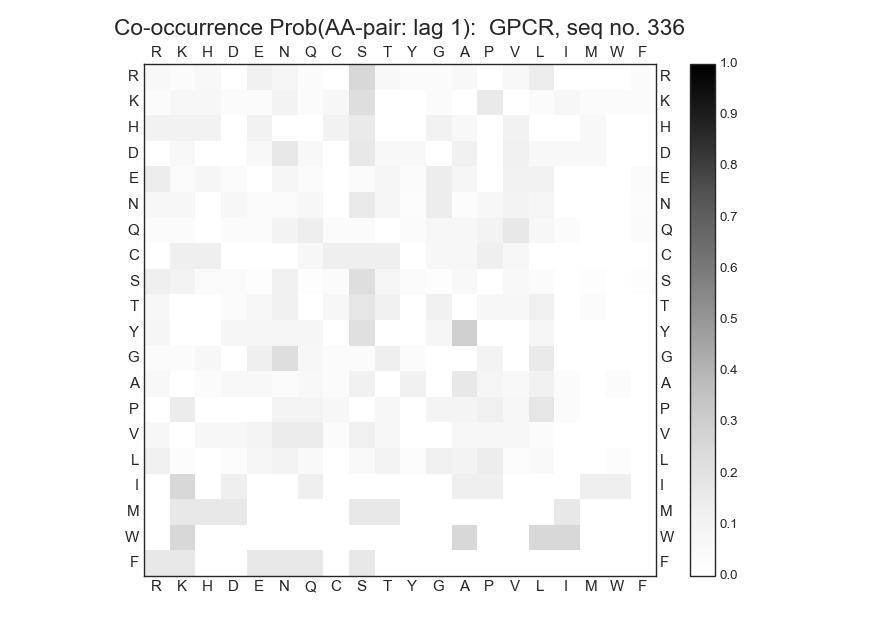 Co-occurrence Prob(AA-pair: lag 1):  GPCR, seq no. 336
R K H D E N Q C S T Y G A P V L I M W F
R R 1.0
K K 0.9
H H
D D 0.8
E E
N N 0.7
Q Q 0.6
C C
S S 0.5
T T
Y Y
G G 0.4
A A
P P 0.3
V V
L L 0.2
I I
M M 0.1
W W
F F 0.0
R K H D E N Q C S T Y G A P V L I M W F